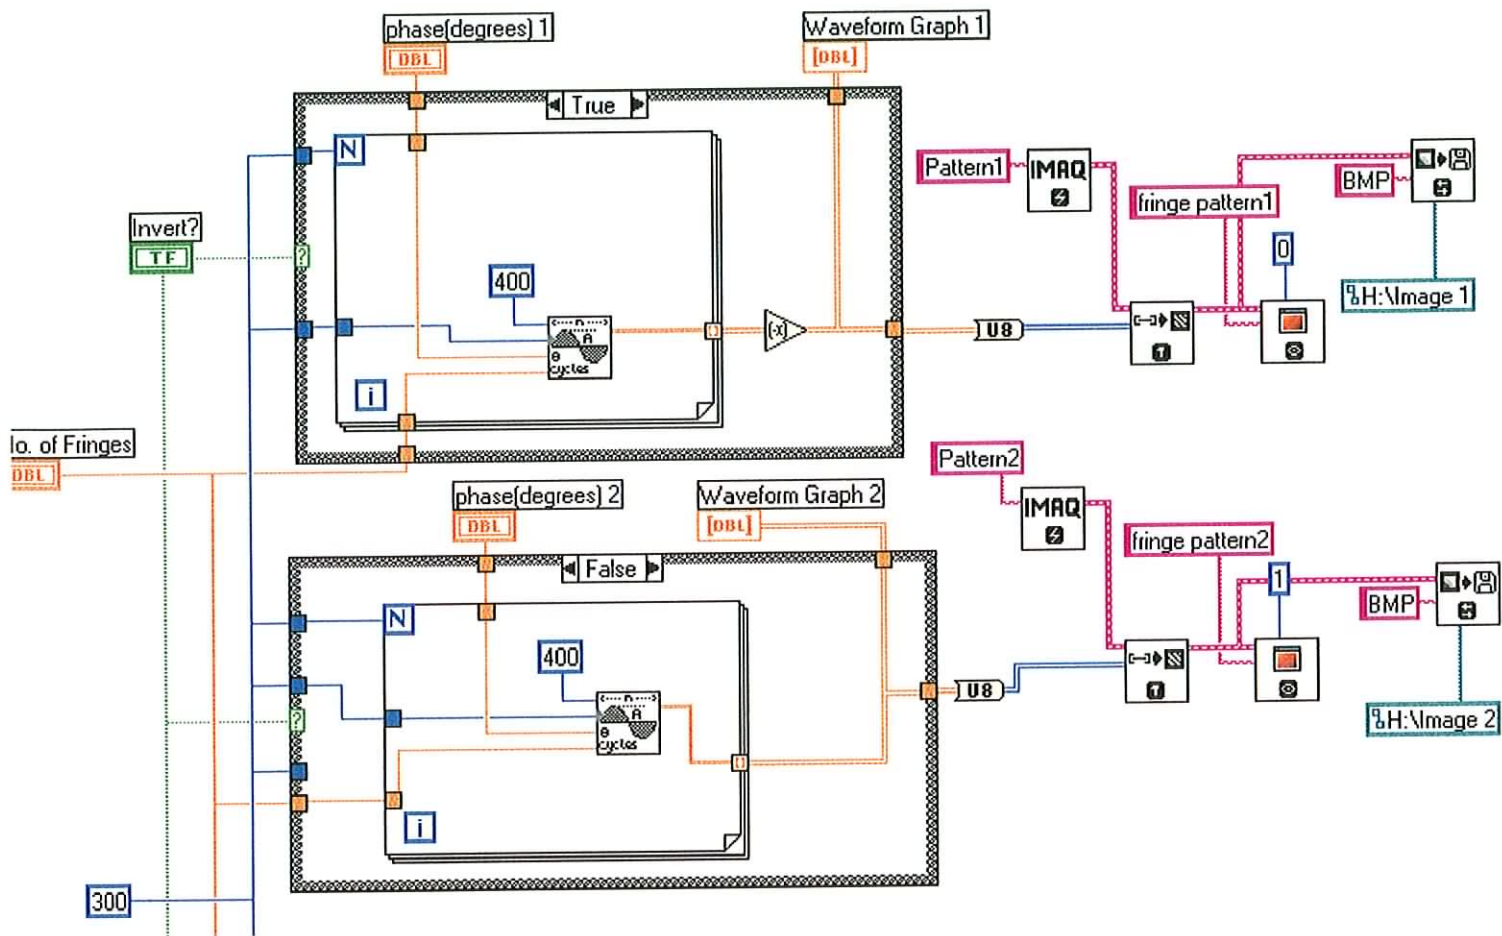 phase(degrees) 1
DBL
Waveform Graph 1
[DBL]
True
N
Pattern1
IMAQ
BMP
fringe pattern1
Invert?
TF
?
0
400
H:\Image 1
n
A
θ
cycles
[-x]
U8
T
i
lo. of Fringes
DBL
Pattern2
phase(degrees) 2
DBL
Waveform Graph 2
[DBL]
IMAQ
fringe pattern2
False
1
BMP
N
400
n
A
θ
cycles
U8
T
?
H:\Image 2
i
300